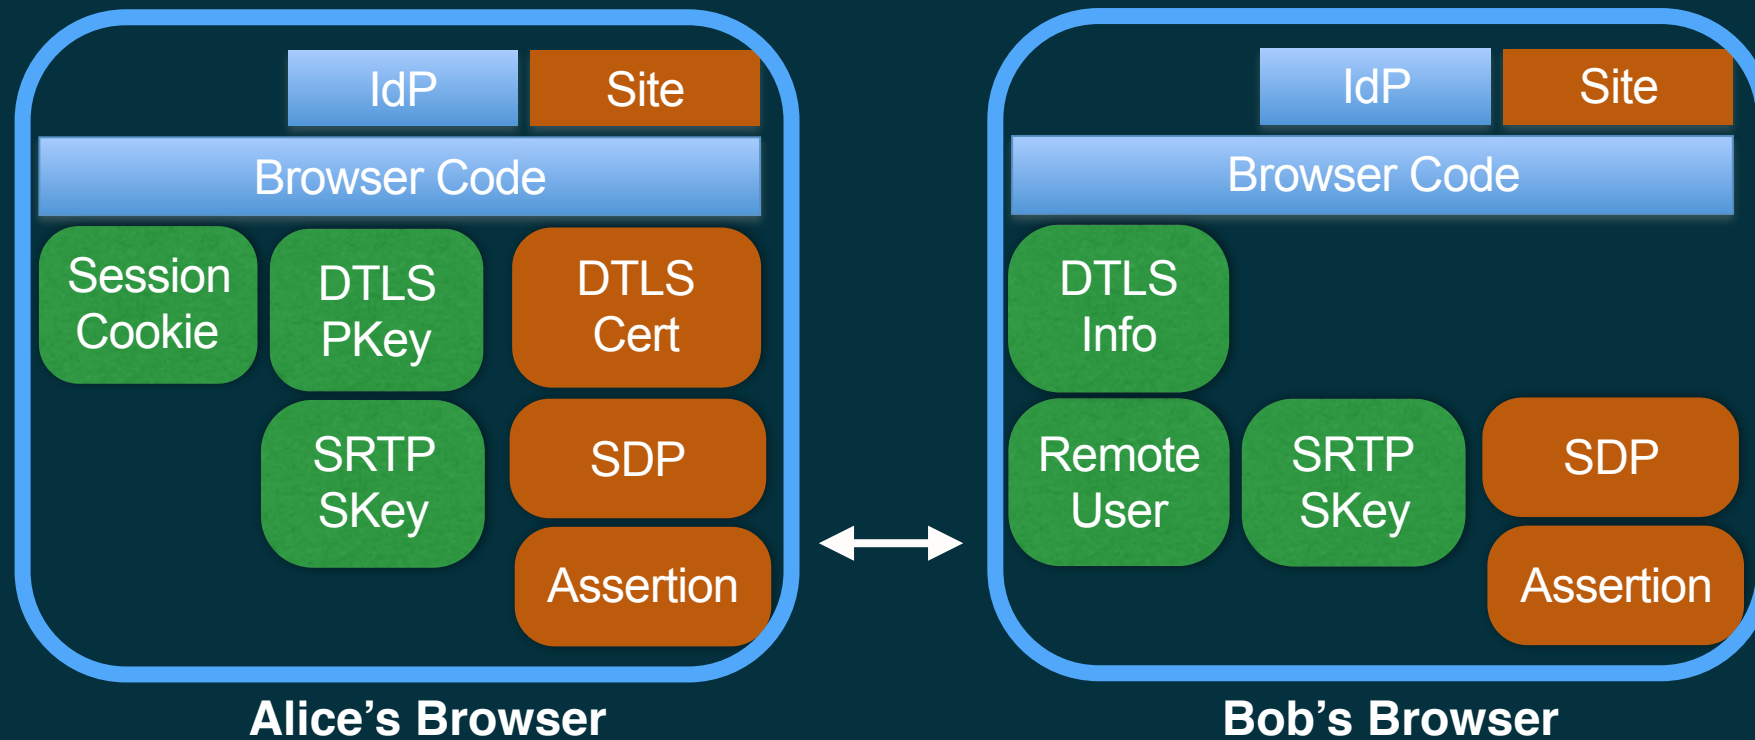 IdP
Site
Browser Code
Session
Cookie
DTLS
PKey
DTLS
Cert
SRTP
SKey
SDP
Assertion
Alice's Browser
IdP
Site
Browser Code
DTLS
Info
Remote
User
SRTP
SKey
SDP
Assertion
Bob's Browser